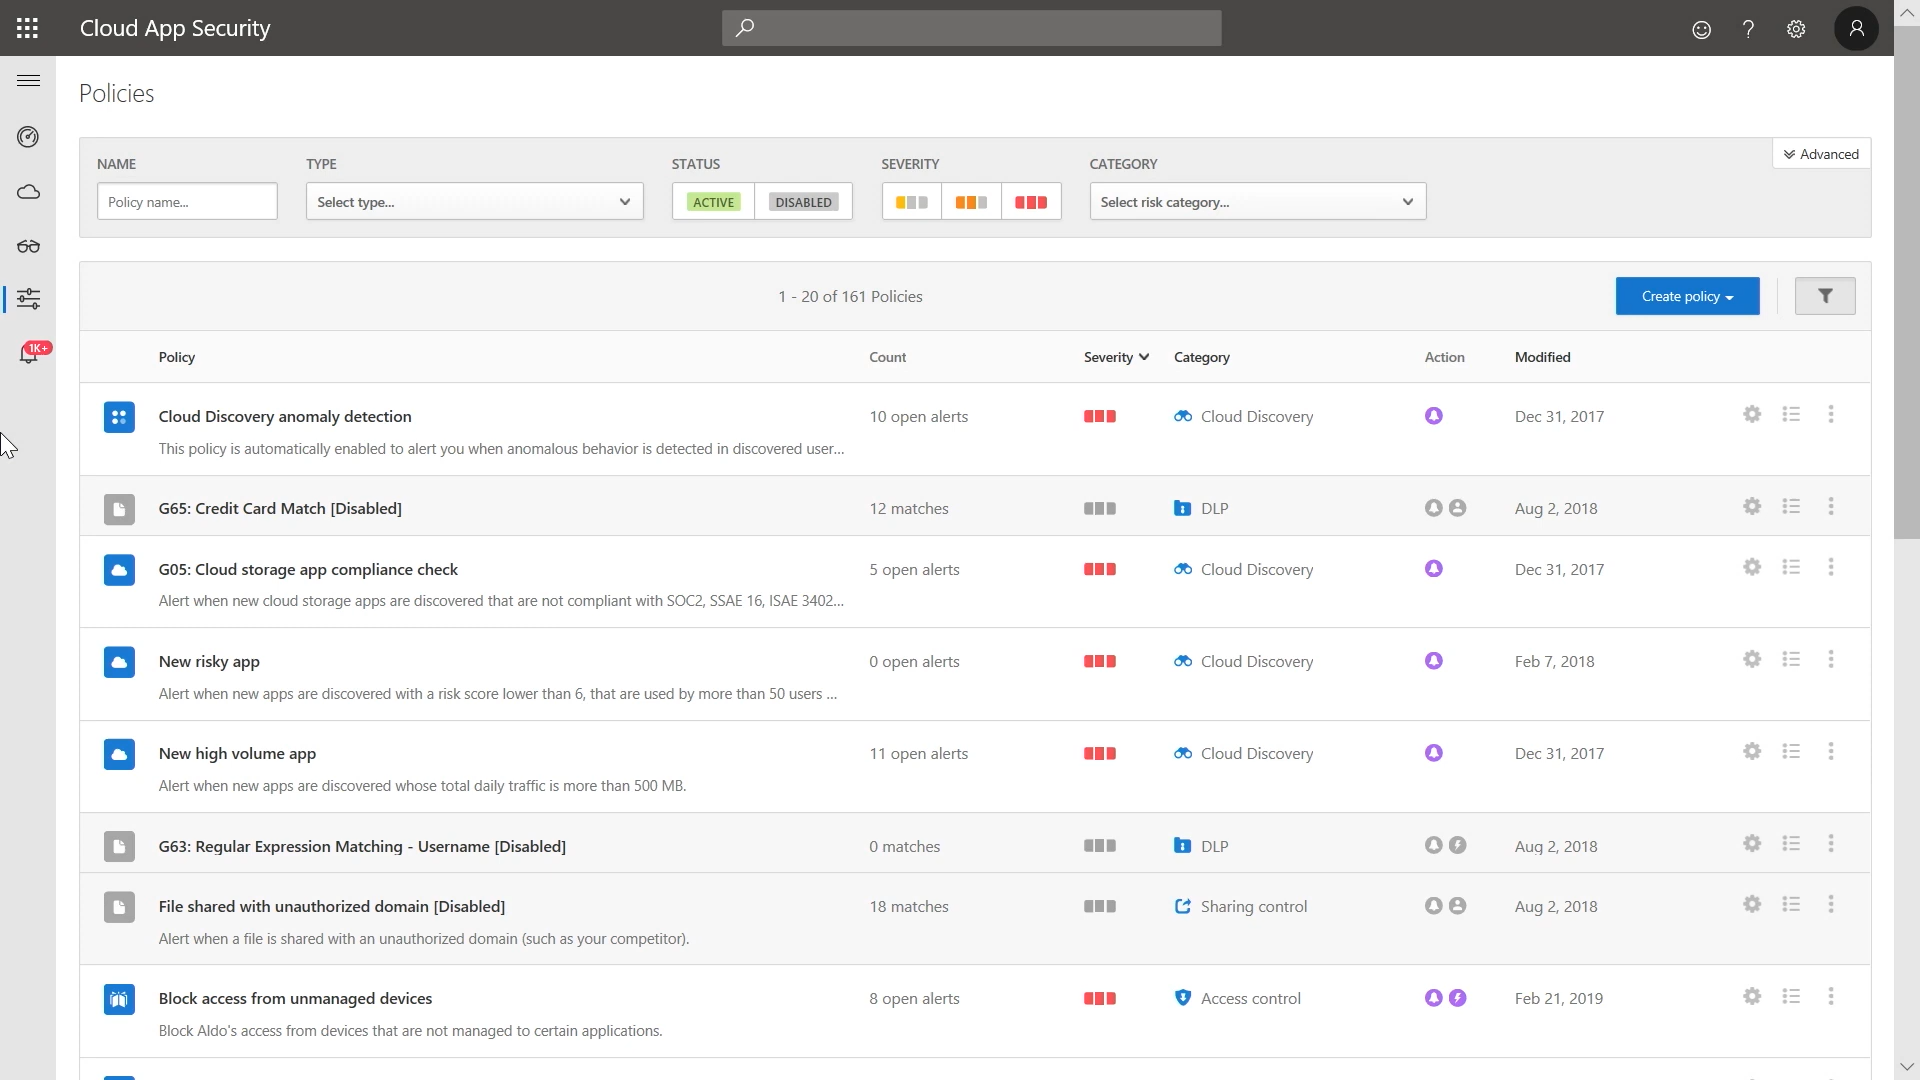 Cloud App Security
Policies
Advanced
NAME TYPE STATUS SEVERITY CATEGORY
Policy name... Select type... ACTIVE DISABLED Select risk category...
1 - 20 of 161 Policies Create policy
1K+
Policy Count Severity Category Action Modified
Cloud Discovery anomaly detection 10 open alerts Cloud Discovery Dec 31, 2017
This policy is automatically enabled to alert you when anomalous behavior is detected in discovered user...
G65: Credit Card Match [Disabled] 12 matches DLP Aug 2, 2018
G05: Cloud storage app compliance check 5 open alerts Cloud Discovery Dec 31, 2017
Alert when new cloud storage apps are discovered that are not compliant with SOC2, SSAE 16, ISAE 3402...
New risky app 0 open alerts Cloud Discovery Feb 7, 2018
Alert when new apps are discovered with a risk score lower than 6, that are used by more than 50 users ...
New high volume app 11 open alerts Cloud Discovery Dec 31, 2017
Alert when new apps are discovered whose total daily traffic is more than 500 MB.
G63: Regular Expression Matching - Username [Disabled] 0 matches DLP Aug 2, 2018
File shared with unauthorized domain [Disabled] 18 matches Sharing control Aug 2, 2018
Alert when a file is shared with an unauthorized domain (such as your competitor).
Block access from unmanaged devices 8 open alerts Access control Feb 21, 2019
Block Aldo's access from devices that are not managed to certain applications.